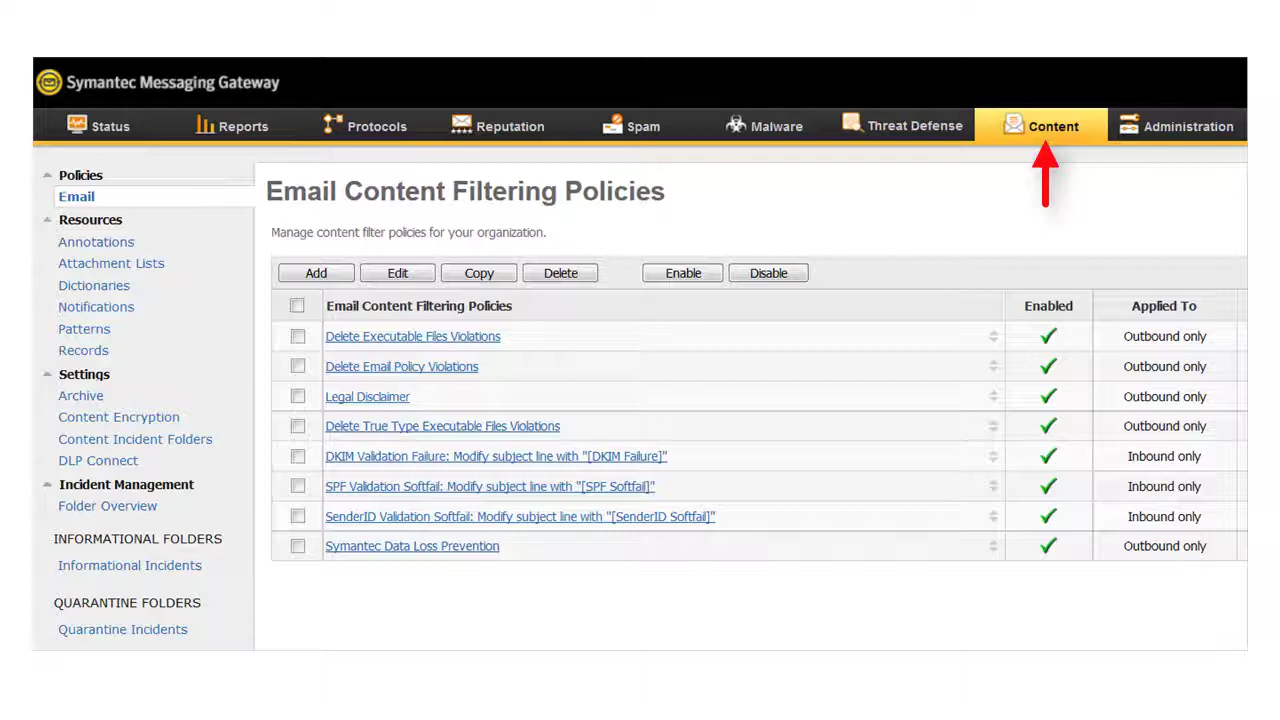 Symantec Messaging Gateway
Status Reports Protocols Reputation Spam Malware Threat Defense Content Administration
Policies
Email
Resources
Annotations
Attachment Lists
Dictionaries
Notifications
Patterns
Records
Settings
Archive
Content Encryption
Content Incident Folders
DLP Connect
Incident Management
Folder Overview
INFORMATIONAL FOLDERS
Informational Incidents
QUARANTINE FOLDERS
Quarantine Incidents
Email Content Filtering Policies
Manage content filter policies for your organization.
Add Edit Copy Delete Enable Disable
Email Content Filtering Policies Enabled Applied To
Delete Executable Files Violations Outbound only
Delete Email Policy Violations Outbound only
Legal Disclaimer Outbound only
Delete True Type Executable Files Violations Outbound only
DKIM Validation Failure: Modify subject line with "[DKIM Failure]" Inbound only
SPF Validation Softfail: Modify subject line with "[SPF Softfail]" Inbound only
SenderID Validation Softfail: Modify subject line with "[SenderID Softfail]" Inbound only
Symantec Data Loss Prevention Outbound only